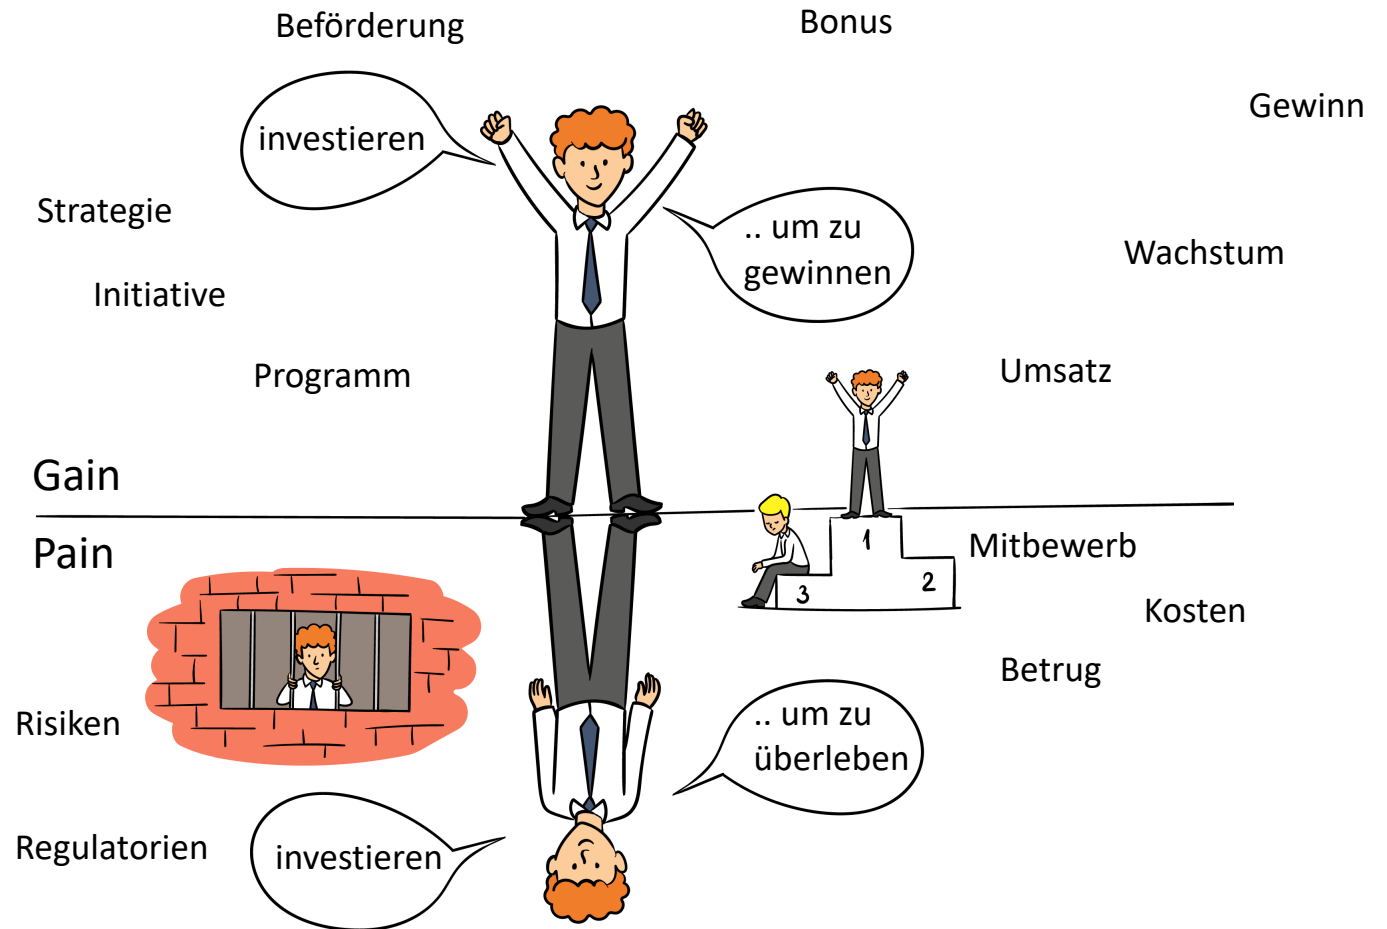 Beförderung
Bonus
Gewinn
investieren
Strategie
.. um zu
gewinnen
Wachstum
Initiative
Programm
Umsatz
Gain
Pain
1
2
3
Mitbewerb
Kosten
Betrug
Risiken
.. um zu
überleben
Regulatorien
investieren